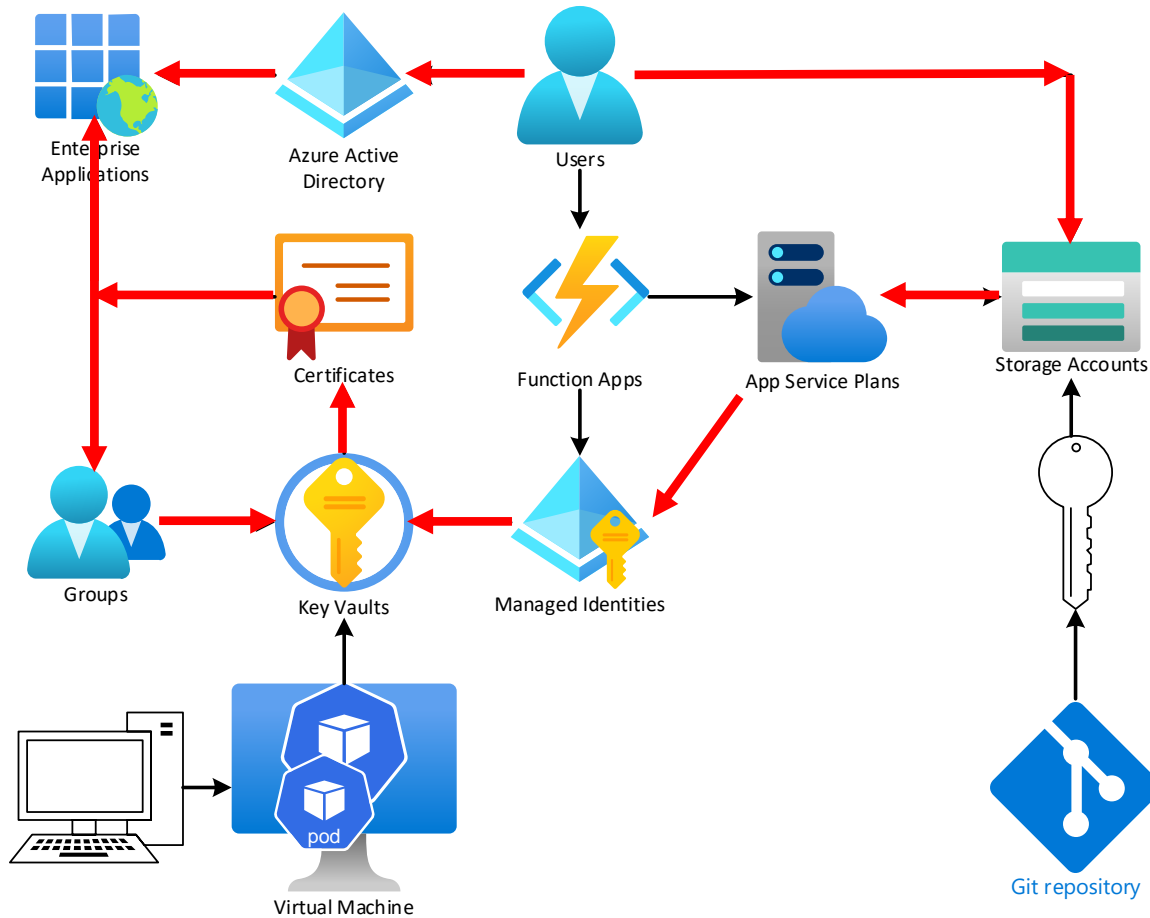 Enterprise
Applications
Azure Active
Directory
Users
Certificates
Function Apps
App Service Plans
Storage Accounts
Groups
Key Vaults
Managed Identities
pod
Virtual Machine
Git repository